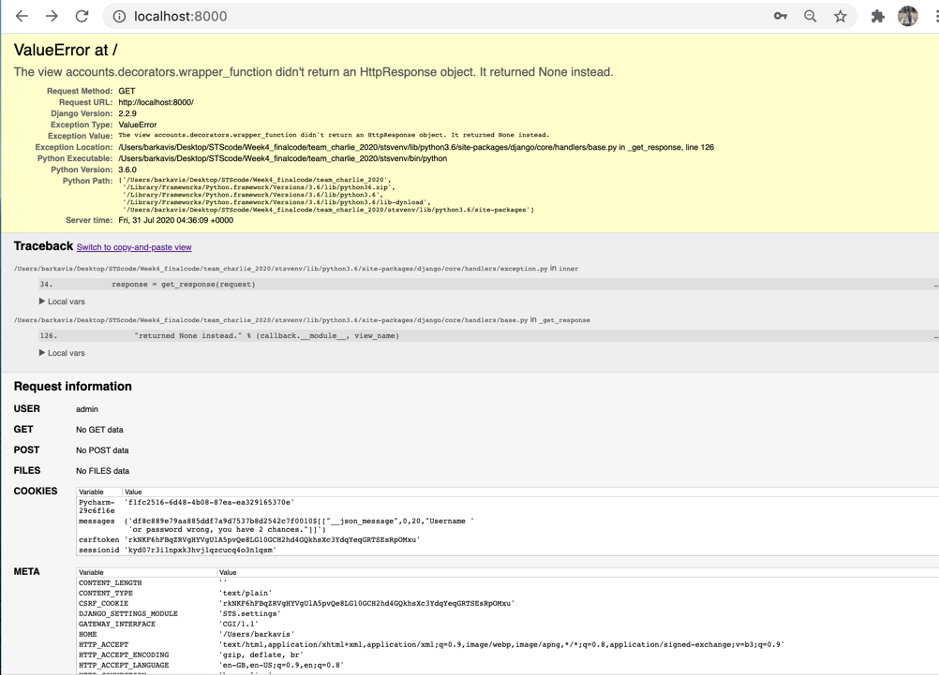 localhost:8000
ValueError at /
The view accounts.decorators.wrapper_function didn't return an HttpResponse object. It returned None instead.
Request Method: GET
Request URL: http://localhost:8000/
Django Version: 2.2.9
Exception Type: ValueError
Exception Value: The view accounts.decorators.wrapper_function didn't return an HttpResponse object. It returned None instead.
Exception Location: /Users/barkavis/Desktop/STScode/Week4_finalcode/team_charlie_2020/stsvenv/lib/python3.6/site-packages/django/core/handlers/base.py in _get_response, line 126
Python Executable: /Users/barkavis/Desktop/STScode/Week4_finalcode/team_charlie_2020/stsvenv/bin/python
Python Version: 3.6.0
Python Path: ['/Users/barkavis/Desktop/STScode/Week4_finalcode/team_charlie_2020',
'/Library/Frameworks/Python.framework/Versions/3.6/lib/python36.zip',
'/Library/Frameworks/Python.framework/Versions/3.6/lib/python3.6',
'/Library/Frameworks/Python.framework/Versions/3.6/lib/python3.6/lib-dynload',
'/Users/barkavis/Desktop/STScode/Week4_finalcode/team_charlie_2020/stsvenv/lib/python3.6/site-packages']
Server time: Fri, 31 Jul 2020 04:36:09 +0000
Traceback Switch to copy-and-paste view
/Users/barkavis/Desktop/STScode/Week4_finalcode/team_charlie_2020/stsvenv/lib/python3.6/site-packages/django/core/handlers/exception.py in inner
34. response = get_response(request)
…
▶ Local vars
/Users/barkavis/Desktop/STScode/Week4_finalcode/team_charlie_2020/stsvenv/lib/python3.6/site-packages/django/core/handlers/base.py in _get_response
126. "returned None instead." % (callback.__module__, view_name)
…
▶ Local vars
Request information
USER admin
GET No GET data
POST No POST data
FILES No FILES data
COOKIES Variable Value
Pycharm-29c6f16e 'f1fc2516-6d48-4b08-87ea-ea329165370e'
messages ('df8c889e79aa885ddf7a9d7537b8d2542c7f0010$[["__json_message",0,20,"Username '
'or password wrong, you have 2 chances."]]')
csrftoken 'rkNKF6hFBqZRVgHYVgUlA5pvQe8LG10GCH2hd4GQkhsXc3YdqYeqGRTSEsRpOMxu'
sessionid 'kyd07r3ilnpxk3hvj1qzcucq4o3nlqsm'
META Variable Value
CONTENT_LENGTH ''
CONTENT_TYPE 'text/plain'
CSRF_COOKIE 'rkNKF6hFBqZRVgHYVgUlA5pvQe8LG10GCH2hd4GQkhsXc3YdqYeqGRTSEsRpOMxu'
DJANGO_SETTINGS_MODULE 'STS.settings'
GATEWAY_INTERFACE 'CGI/1.1'
HOME '/Users/barkavis'
HTTP_ACCEPT 'text/html,application/xhtml+xml,application/xml;q=0.9,image/webp,image/apng,*/*;q=0.8,application/signed-exchange;v=b3;q=0.9'
HTTP_ACCEPT_ENCODING 'gzip, deflate, br'
HTTP_ACCEPT_LANGUAGE 'en-GB,en-US;q=0.9,en;q=0.8'